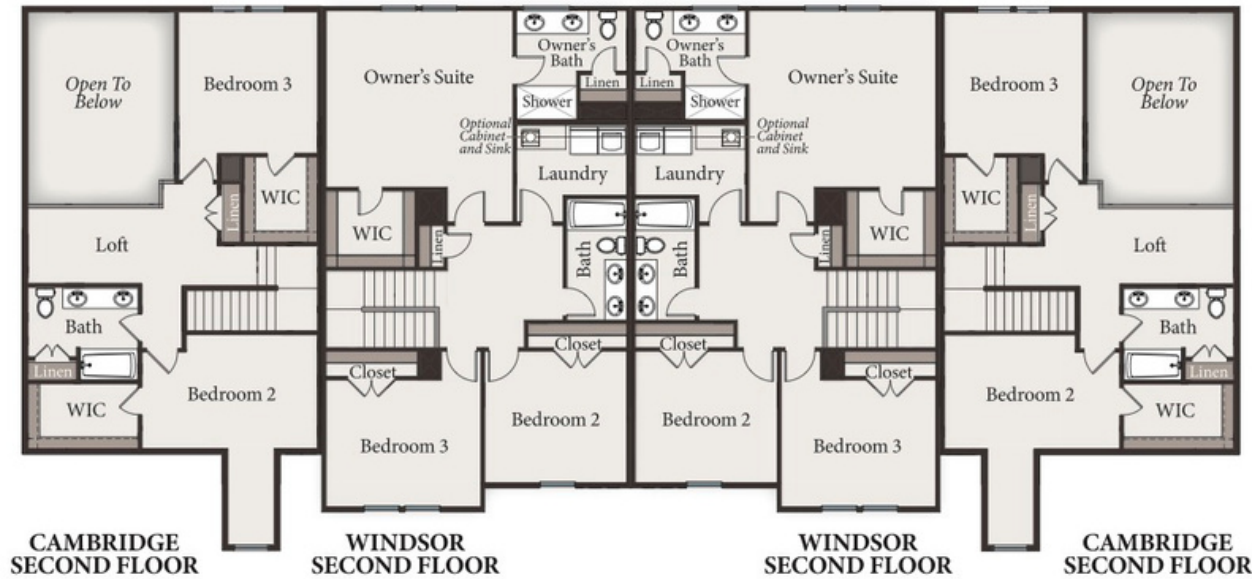 Open To
Below
Bedroom 3
WIC
Linen
Loft
Bath
Linen
WIC
Bedroom 2
CAMBRIDGE
SECOND FLOOR
Owner's Suite
Owner's
Bath
Linen
Shower
Optional
Cabinet
and Sink
Laundry
WIC
Linen
Bath
Closet
Closet
Bedroom 2
Bedroom 3
WINDSOR
SECOND FLOOR
Owner's
Bath
Owner's Suite
Linen
Shower
Optional
Cabinet
and Sink
Laundry
WIC
Linen
Bath
Closet
Closet
Bedroom 2
Bedroom 3
WINDSOR
SECOND FLOOR
Bedroom 3
Open To
Below
WIC
Linen
Loft
Bath
Linen
Bedroom 2
WIC
CAMBRIDGE
SECOND FLOOR